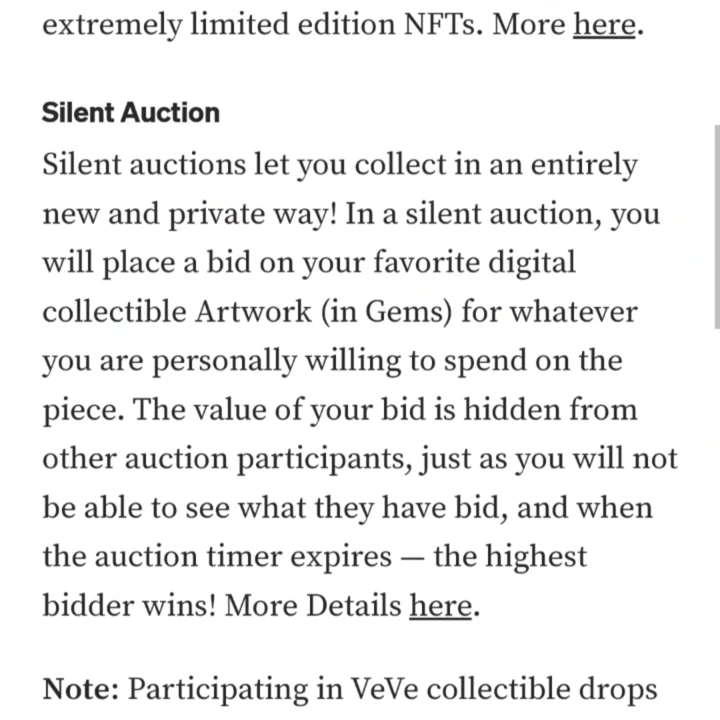 extremely limited edition NFTs. More here.
Silent Auction
Silent auctions let you collect in an entirely
new and private way! In a silent auction, you
will place a bid on your favorite digital
collectible Artwork (in Gems) for whatever
you are personally willing to spend on the
piece. The value of your bid is hidden from
other auction participants, just as you will not
be able to see what they have bid, and when
the auction timer expires — the highest
bidder wins! More Details here.
Note: Participating in VeVe collectible drops